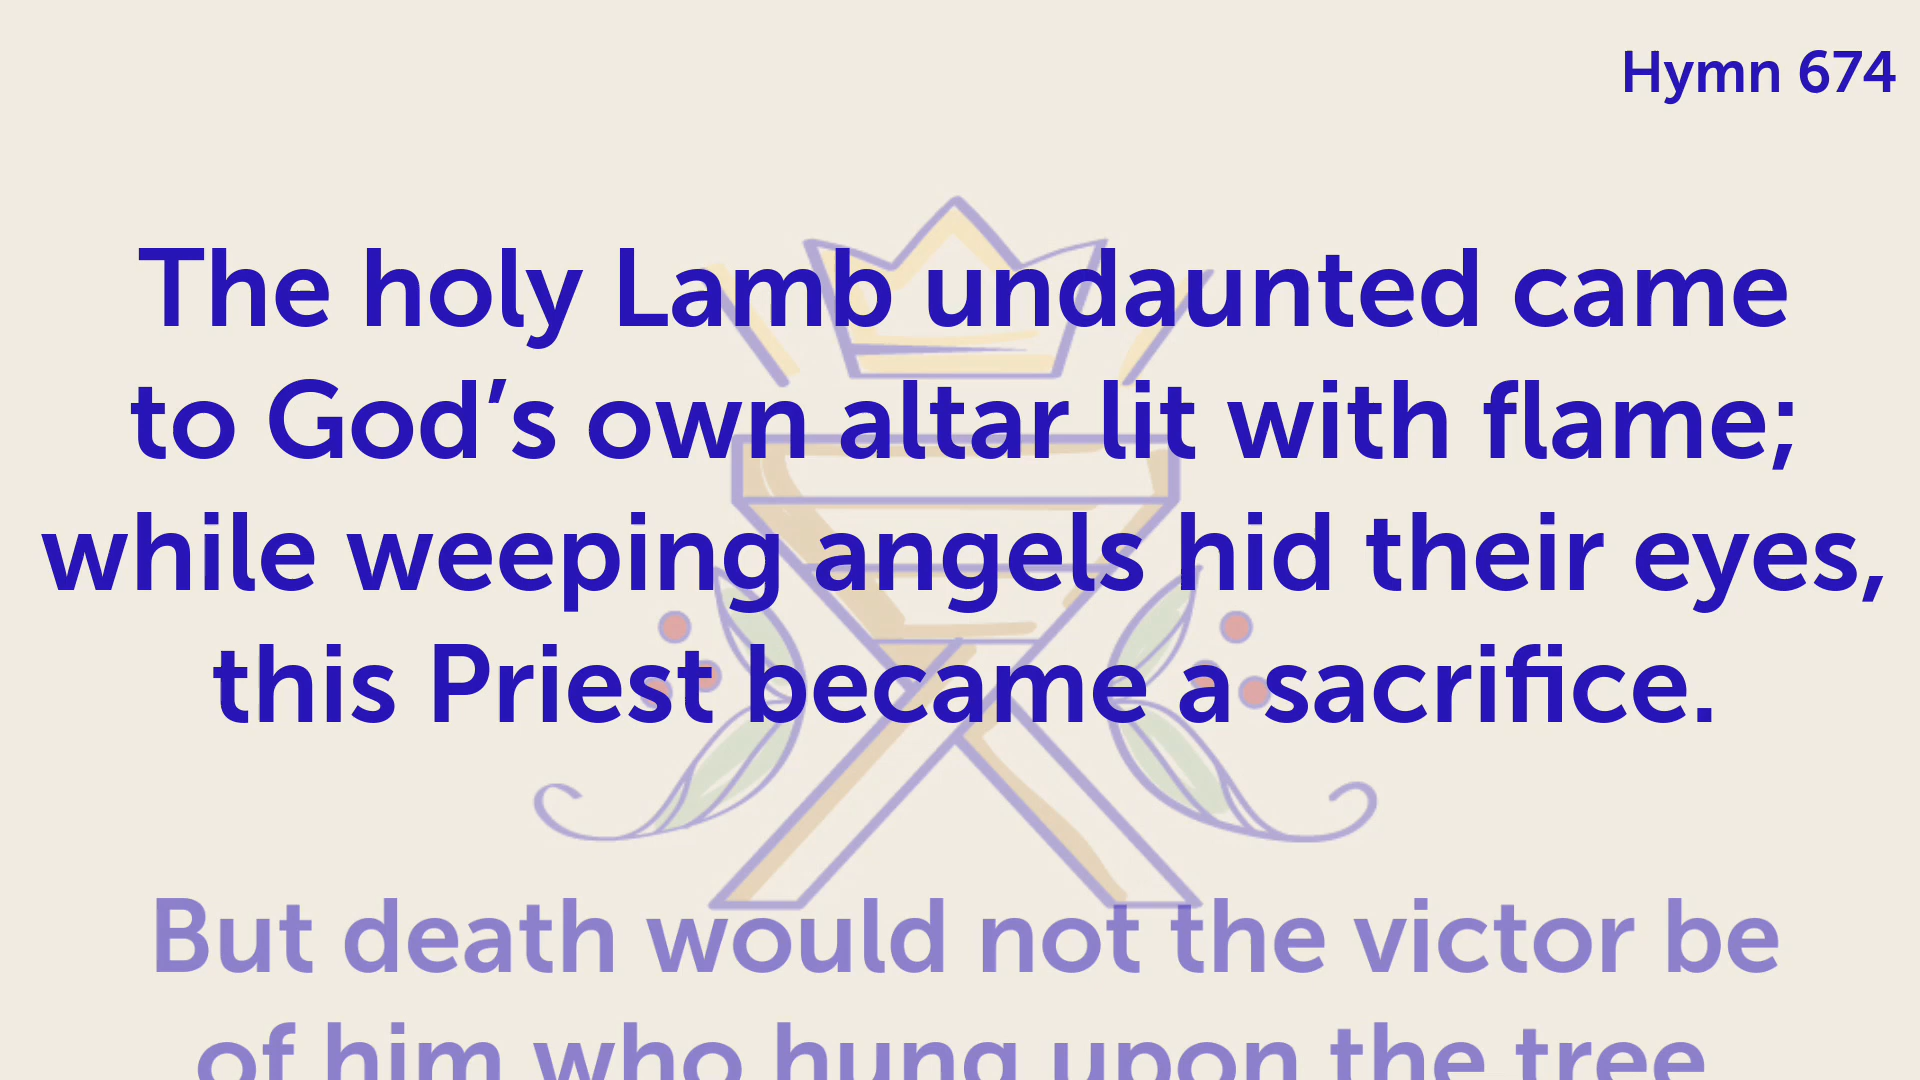 Hymn 674
The holy Lamb undaunted came
to God’s own altar lit with flame;
while weeping angels hid their eyes,
this Priest became a sacrifice.
But death would not the victor be
of him who hung upon the tree